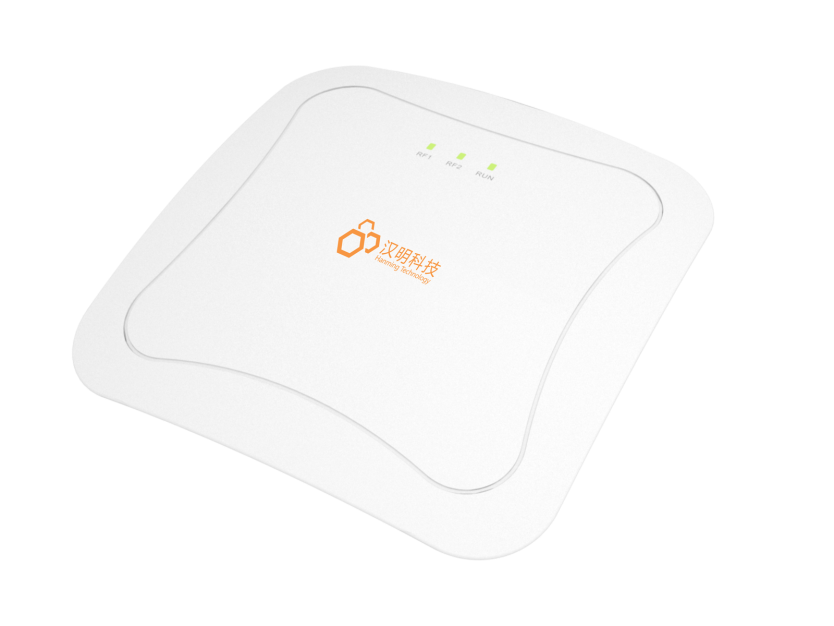 RF1 RF2 RUN
汉明科技
Hanming Technology